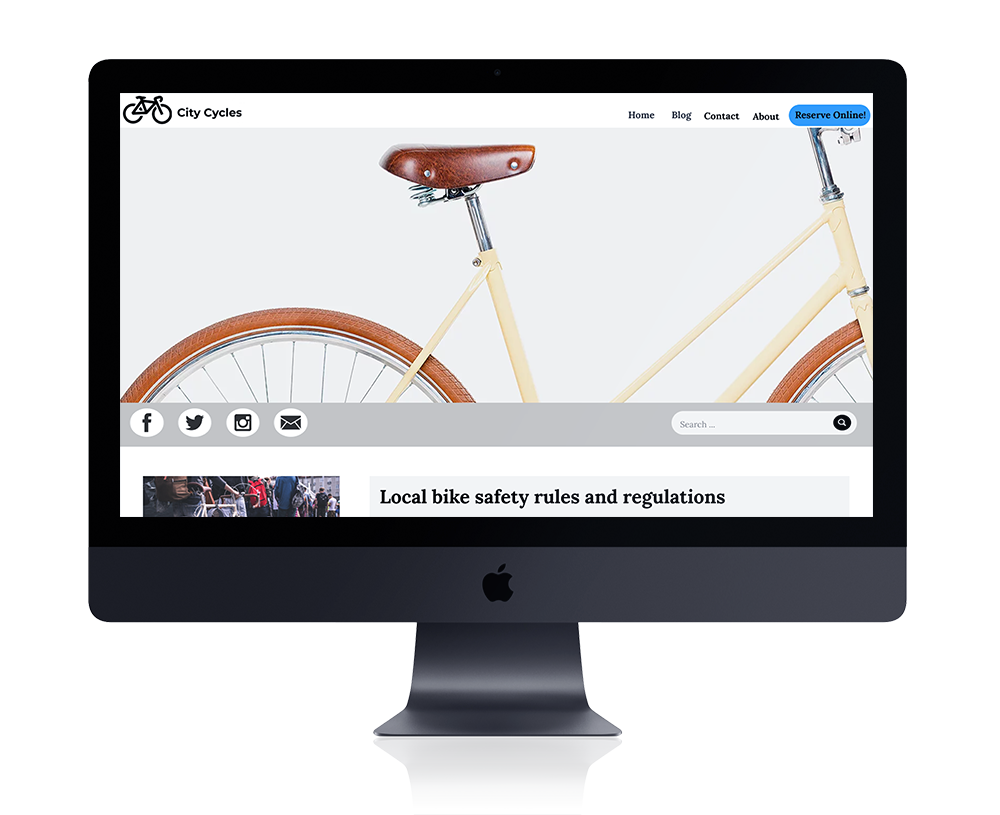 City Cycles
Home Blog Contact About Reserve Online!
Search ...
Local bike safety rules and regulations